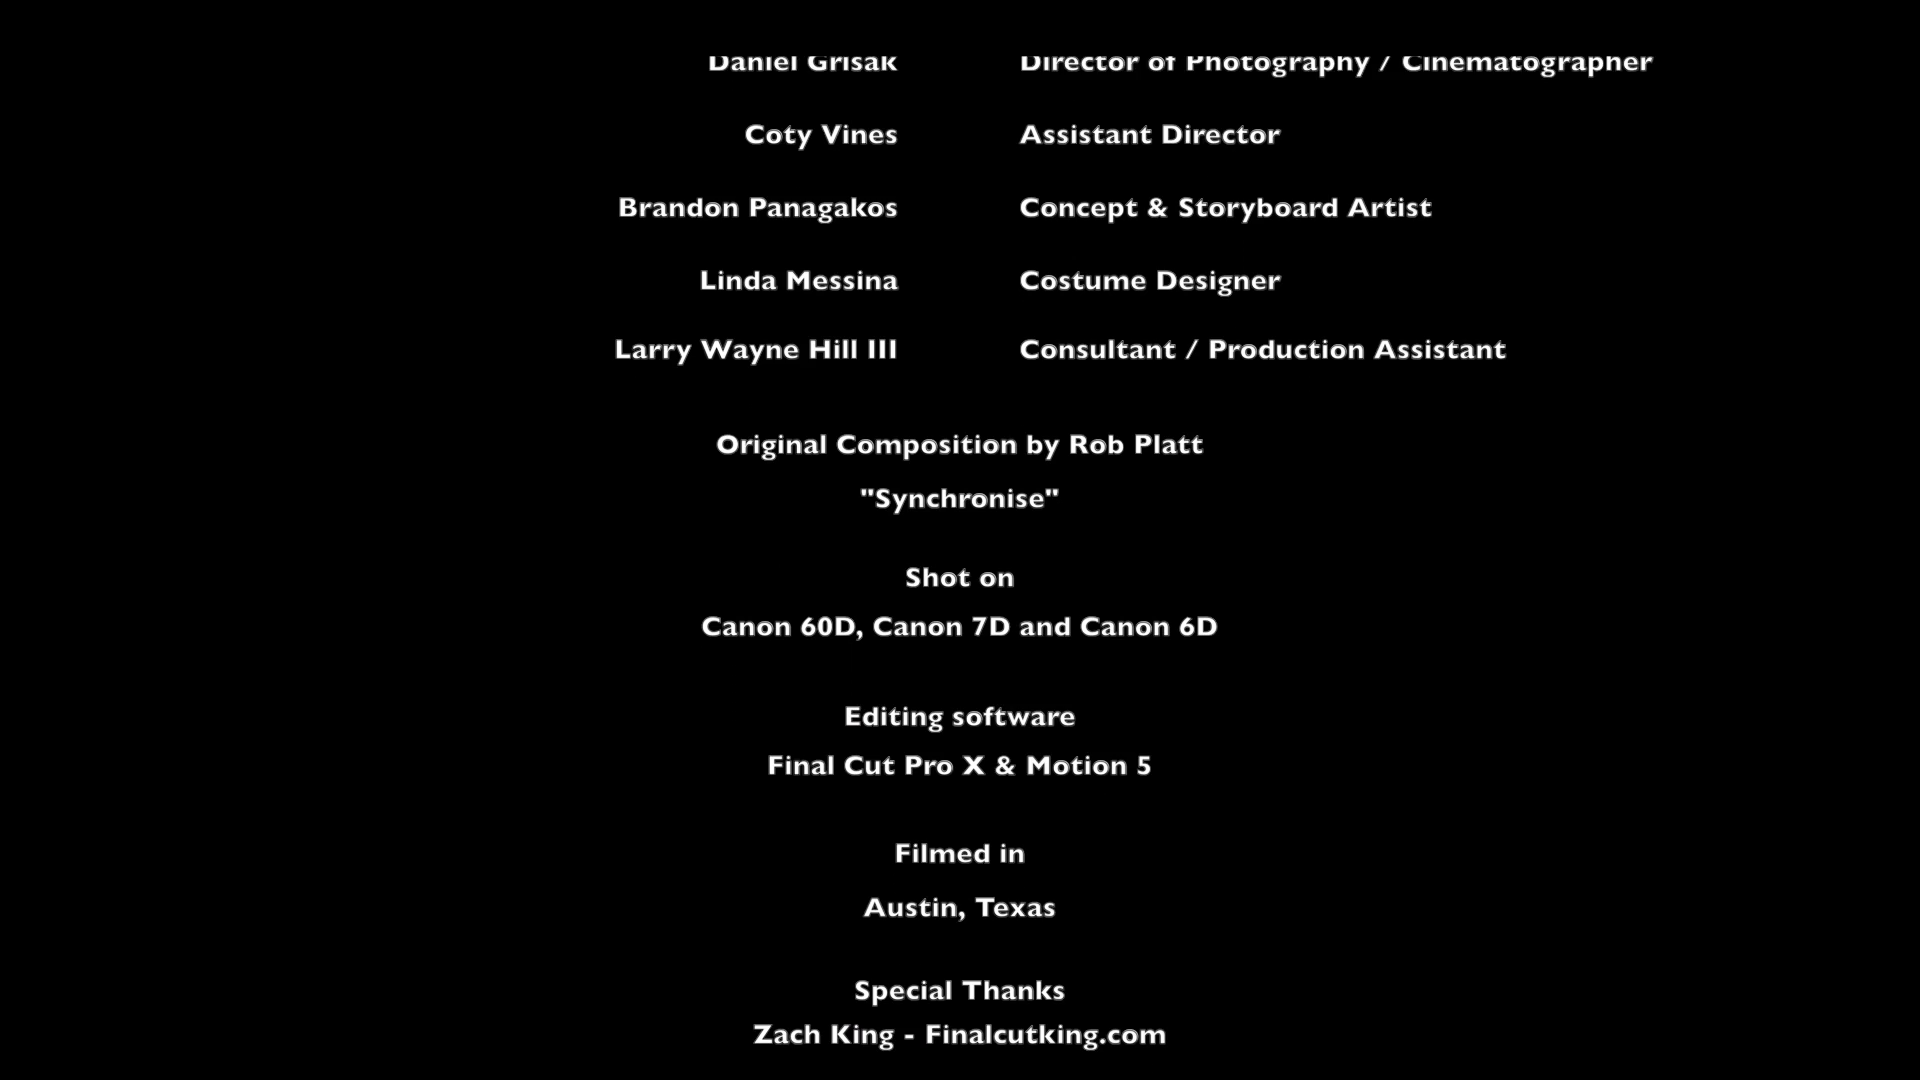 Daniel Grisak Director of Photography / Cinematographer
Coty Vines Assistant Director
Brandon Panagakos Concept & Storyboard Artist
Linda Messina Costume Designer
Larry Wayne Hill III Consultant / Production Assistant
Original Composition by Rob Platt
"Synchronise"
Shot on
Canon 60D, Canon 7D and Canon 6D
Editing software
Final Cut Pro X & Motion 5
Filmed in
Austin, Texas
Special Thanks
Zach King - Finalcutking.com